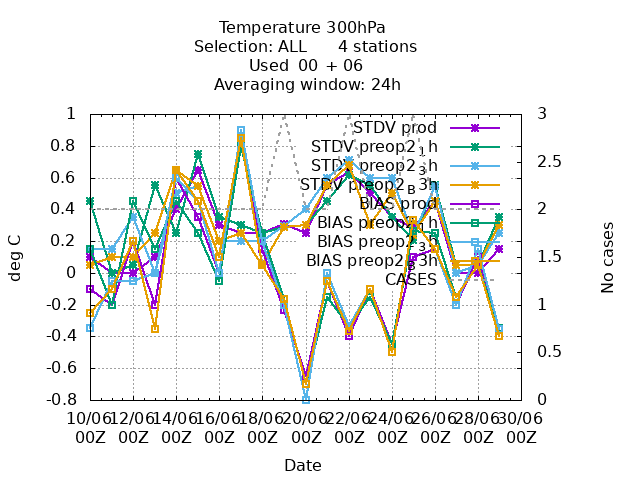 Temperature 300hPa
Selection: ALL 4 stations
Used 00 + 06
Averaging window: 24h
1
0.8
0.6
0.4
0.2
0
-0.2
-0.4
-0.6
-0.8
deg C
3
2.5
2
1.5
1
0.5
0
No cases
STDV prod
STDV preop2_1h
STDV preop2_3h
STDV preop2_B3h
BIAS prod
BIAS preop2_1h
BIAS preop2_3h
BIAS preop2_B3h
CASES
10/06 12/06 14/06 16/06 18/06 20/06 22/06 24/06 26/06 28/06 30/06
00Z 00Z 00Z 00Z 00Z 00Z 00Z 00Z 00Z 00Z 00Z
Date